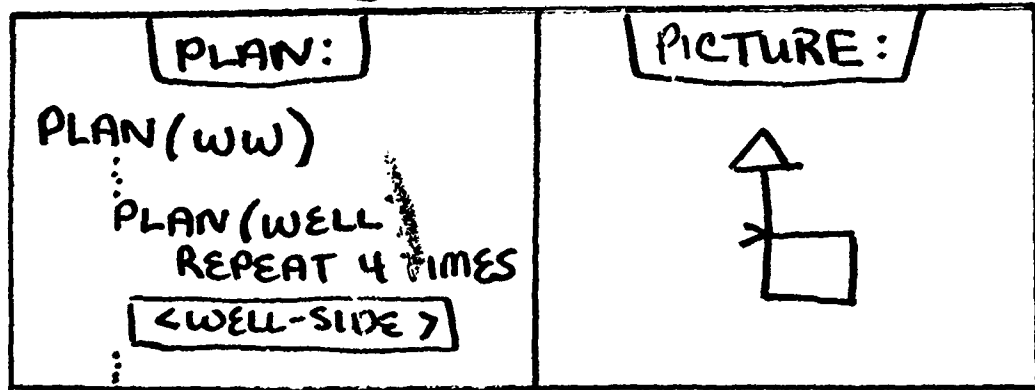 PLAN:
PLAN(WW)
PLAN(WELL
REPEAT 4 TIMES
<WELL-SIDE>
PICTURE: